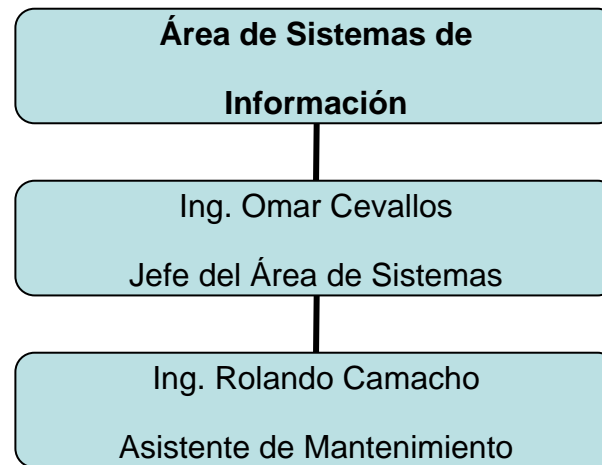 Área de Sistemas de
Información
Ing. Omar Cevallos
Jefe del Área de Sistemas
Ing. Rolando Camacho
Asistente de Mantenimiento